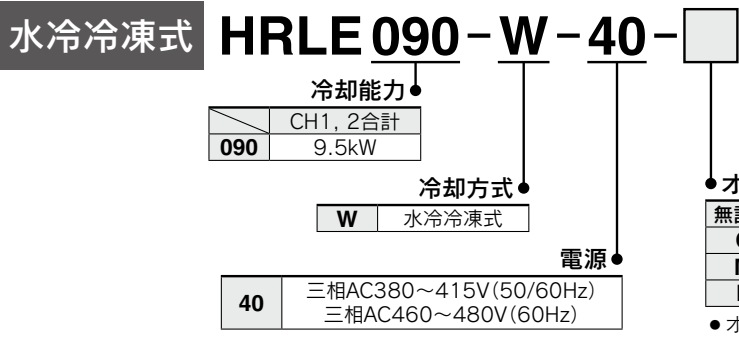 水冷冷凍式 HRLE 090-W-40-
冷却能力
CH1, 2合計
090 9.5kW
冷却方式
W 水冷冷凍式
電源
40 三相AC380～415V(50/60Hz)
三相AC460～480V(60Hz)